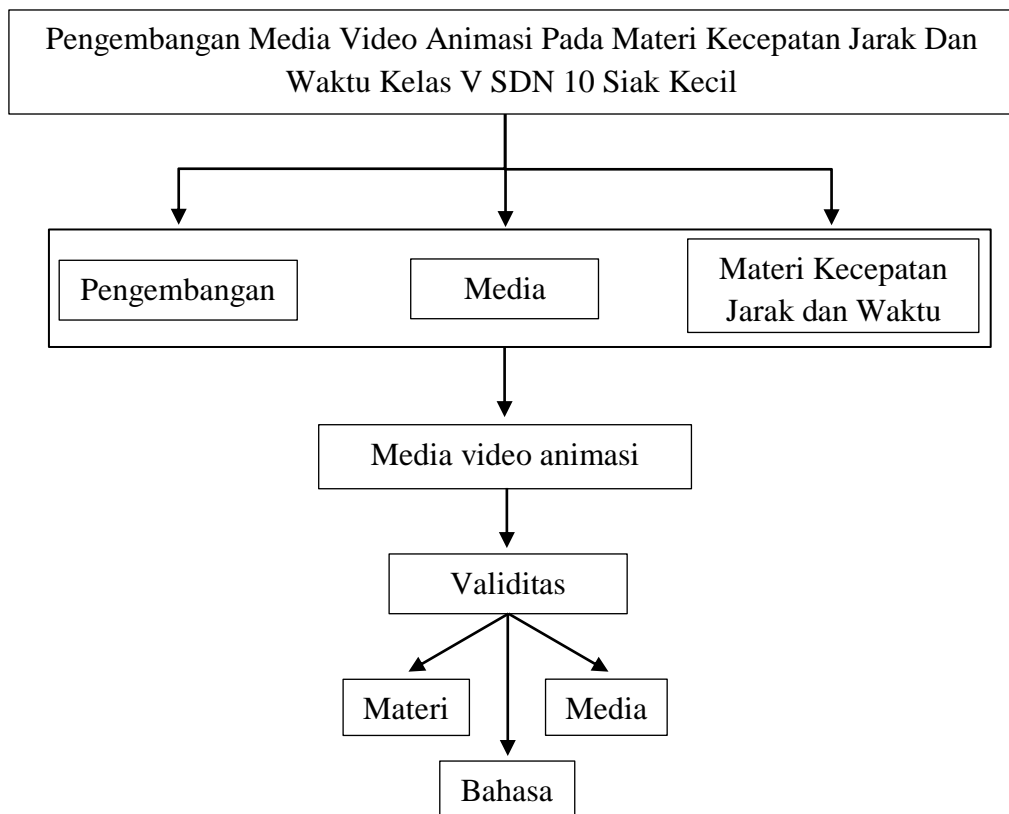 Pengembangan Media Video Animasi Pada Materi Kecepatan Jarak Dan
Waktu Kelas V SDN 10 Siak Kecil
Pengembangan
Media
Materi Kecepatan
Jarak dan Waktu
Media video animasi
Validitas
Materi
Media
Bahasa